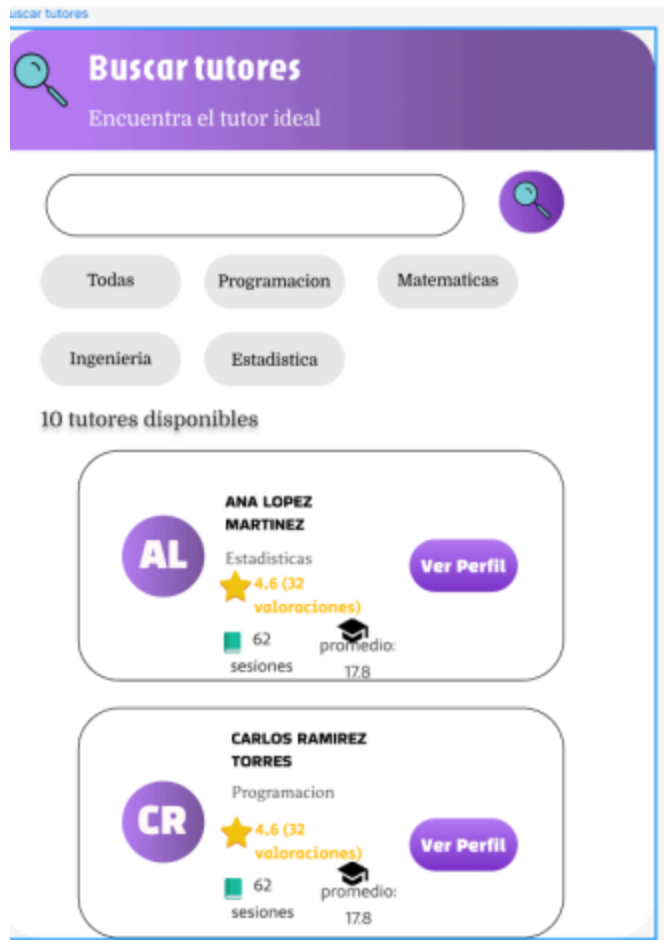 uscar tutores
Buscar tutores
Encuentra el tutor ideal
Todas
Programacion
Matematicas
Ingenieria
Estadistica
10 tutores disponibles
AL
ANA LOPEZ
MARTINEZ
Estadisticas
4.6 (32
valoraciones)
62
sesiones
promedio:
17.8
Ver Perfil
CR
CARLOS RAMIREZ
TORRES
Programacion
4.6 (32
valoraciones)
62
sesiones
promedio:
17.8
Ver Perfil